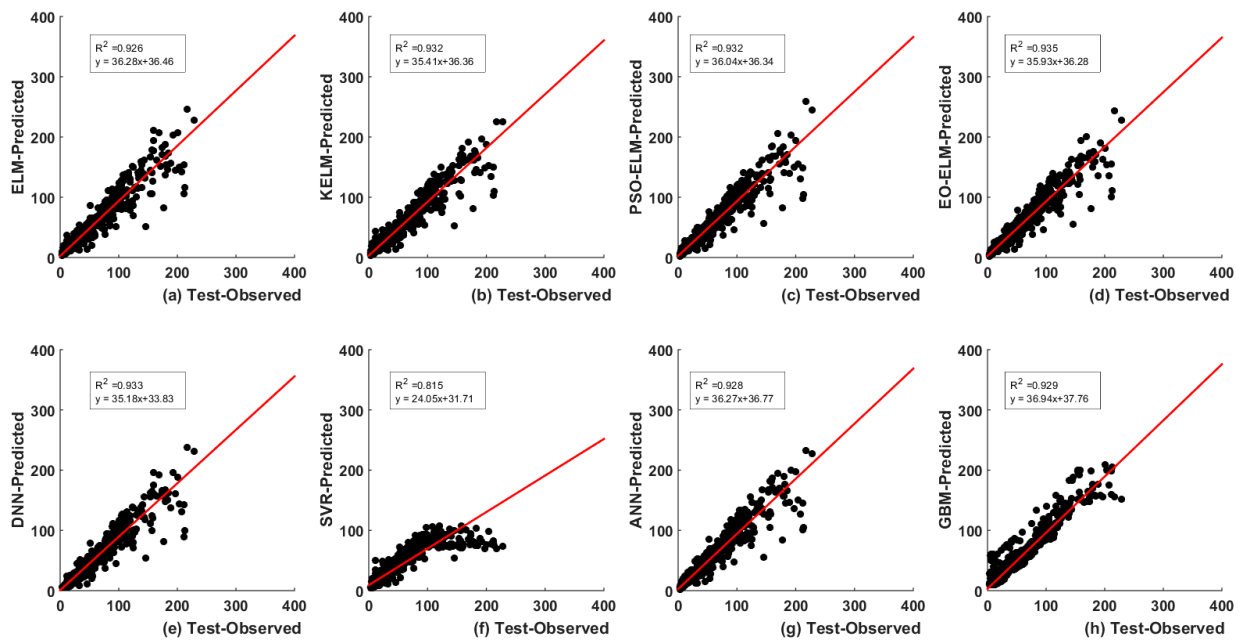 400
300
200
100
0
0 100 200 300 400
ELM-Predicted
R2 =0.926
y = 36.28x+36.46
(a) Test-Observed
400
300
200
100
0
0 100 200 300 400
KELM-Predicted
R2 =0.932
y = 35.41x+36.36
(b) Test-Observed
400
300
200
100
0
0 100 200 300 400
PSO-ELM-Predicted
R2 =0.932
y = 36.04x+36.34
(c) Test-Observed
400
300
200
100
0
0 100 200 300 400
EO-ELM-Predicted
R2 =0.935
y = 35.93x+36.28
(d) Test-Observed
400
300
200
100
0
0 100 200 300 400
DNN-Predicted
R2 =0.933
y = 35.18x+33.83
(e) Test-Observed
400
300
200
100
0
0 100 200 300 400
SVR-Predicted
R2 =0.815
y = 24.05x+31.71
(f) Test-Observed
400
300
200
100
0
0 100 200 300 400
ANN-Predicted
R2 =0.928
y = 36.27x+36.77
(g) Test-Observed
400
300
200
100
0
0 100 200 300 400
GBM-Predicted
R2 =0.929
y = 36.94x+37.76
(h) Test-Observed